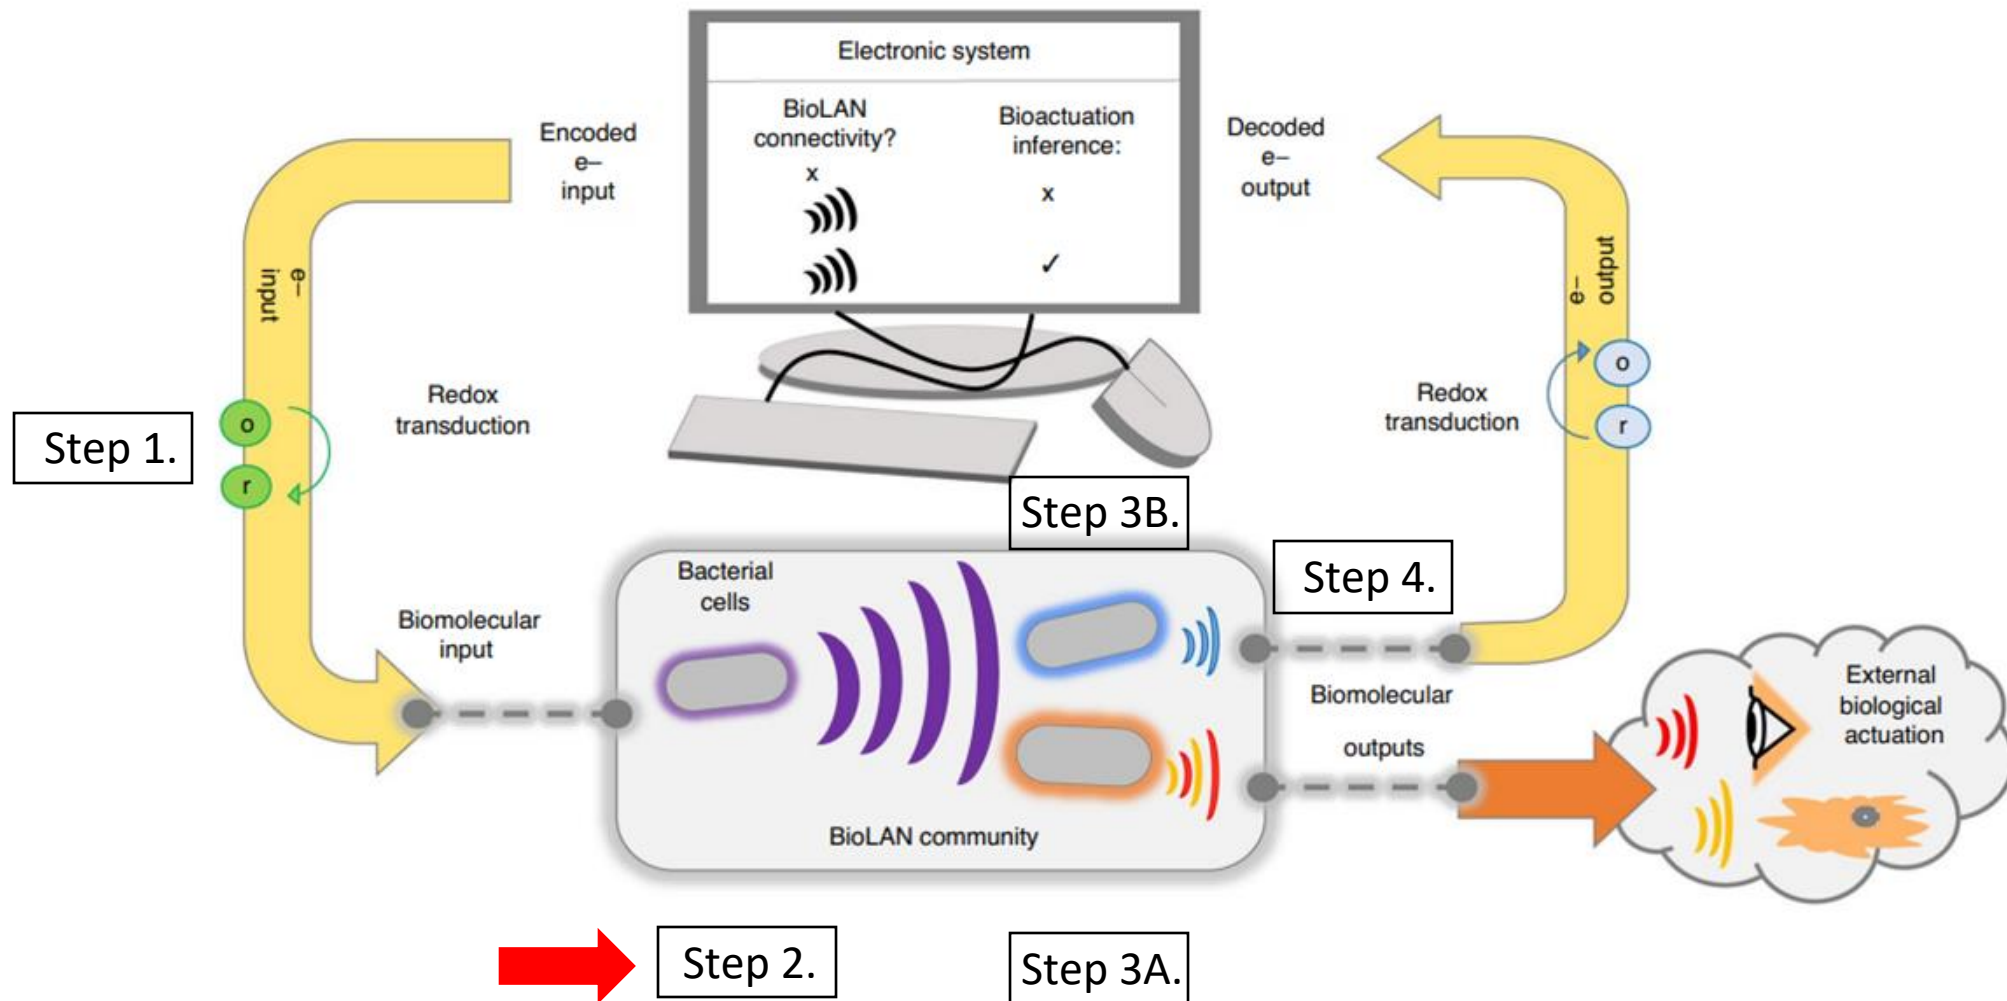 Electronic system
BioLAN
connectivity?
x
Bioactuation
inference:
x
✓
Encoded
e–
input
Decoded
e–
output
e–
input
e–
output
Step 1.
o
r
Redox
transduction
Redox
transduction
o
r
Step 3B.
Step 4.
Biomolecular
input
Bacterial
cells
BioLAN community
Biomolecular
outputs
External
biological
actuation
Step 2.
Step 3A.